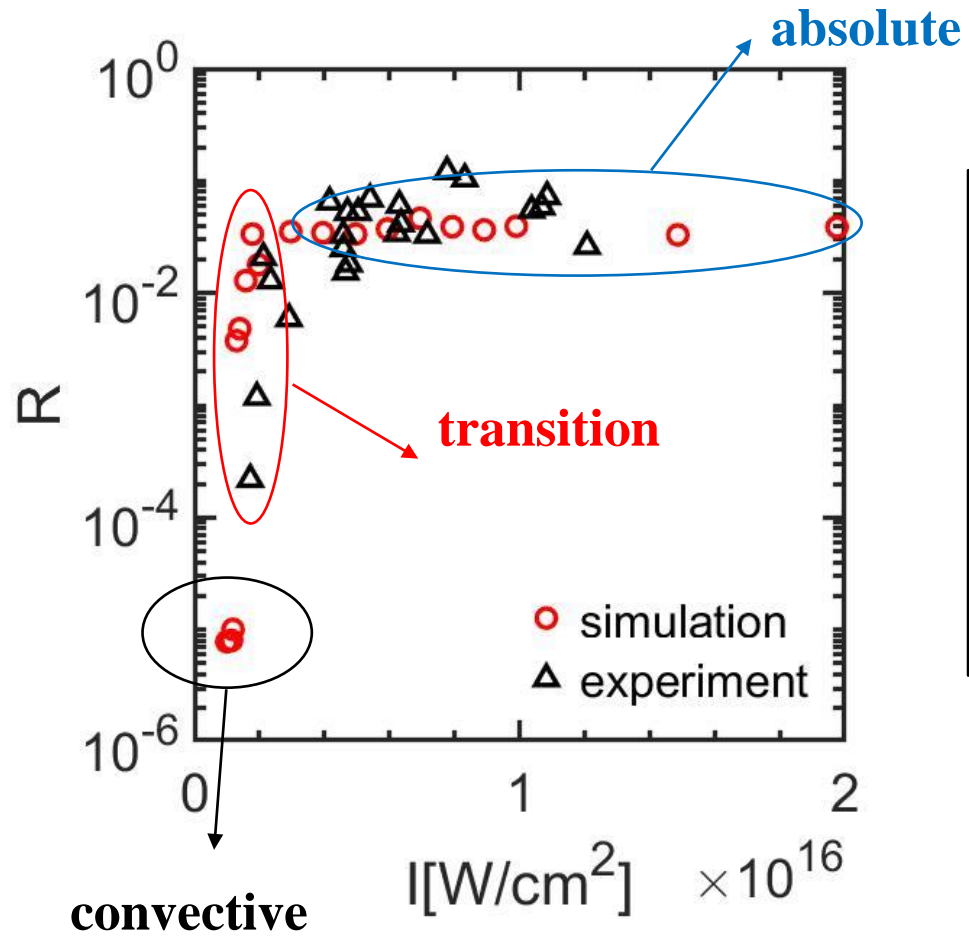 absolute
10^0
10^-2
R
transition
10^-4
simulation
experiment
10^-6
0 1 2
I[W/cm^2] ×10^16
convective